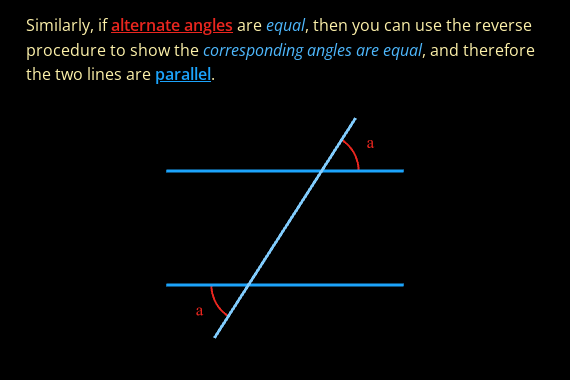 Similarly, if alternate angles are equal, then you can use the reverse
procedure to show the corresponding angles are equal, and therefore
the two lines are parallel.
a
a